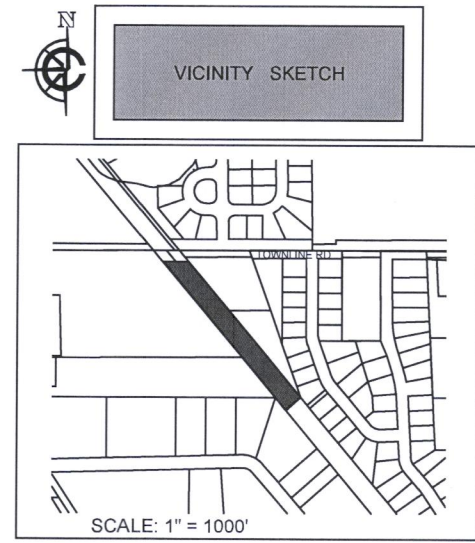 N
VICINITY SKETCH
TOWNLINE RD
SCALE: 1" = 1000'